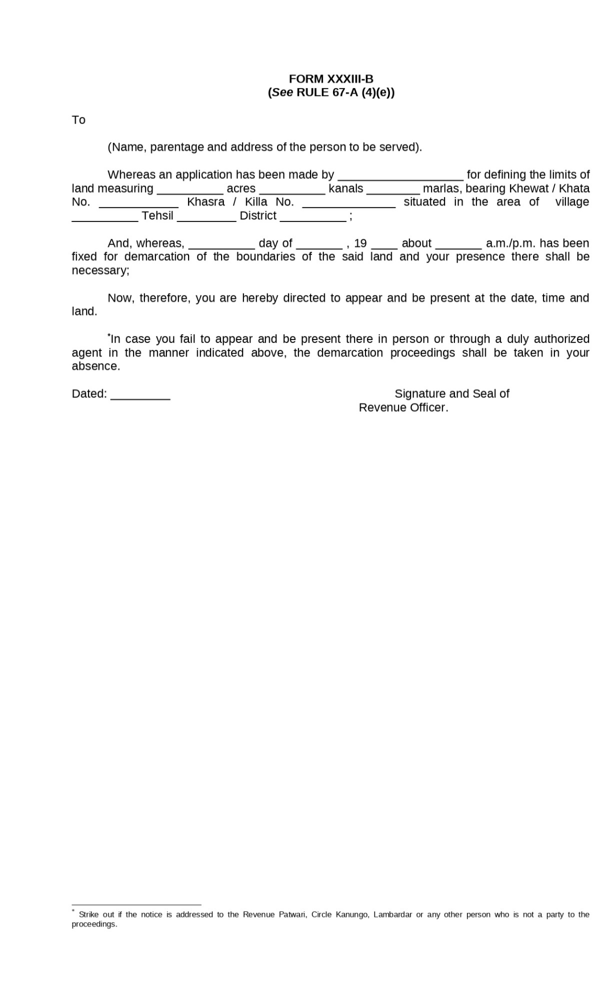 FORM XXXIII-B
(See RULE 67-A (4)(e))
To
(Name, parentage and address of the person to be served).
Whereas an application has been made by ___________________ for defining the limits of
land measuring __________ acres __________ kanals ________ marlas, bearing Khewat / Khata
No. ____________ Khasra / Killa No. ______________ situated in the area of village
__________ Tehsil _________ District __________ ;
And, whereas, __________ day of _______ , 19 ____ about _______ a.m./p.m. has been
fixed for demarcation of the boundaries of the said land and your presence there shall be
necessary;
Now, therefore, you are hereby directed to appear and be present at the date, time and
land.
*In case you fail to appear and be present there in person or through a duly authorized
agent in the manner indicated above, the demarcation proceedings shall be taken in your
absence.
Dated: _________ Signature and Seal of
Revenue Officer.
* Strike out if the notice is addressed to the Revenue Patwari, Circle Kanungo, Lambardar or any other person who is not a party to the
proceedings.